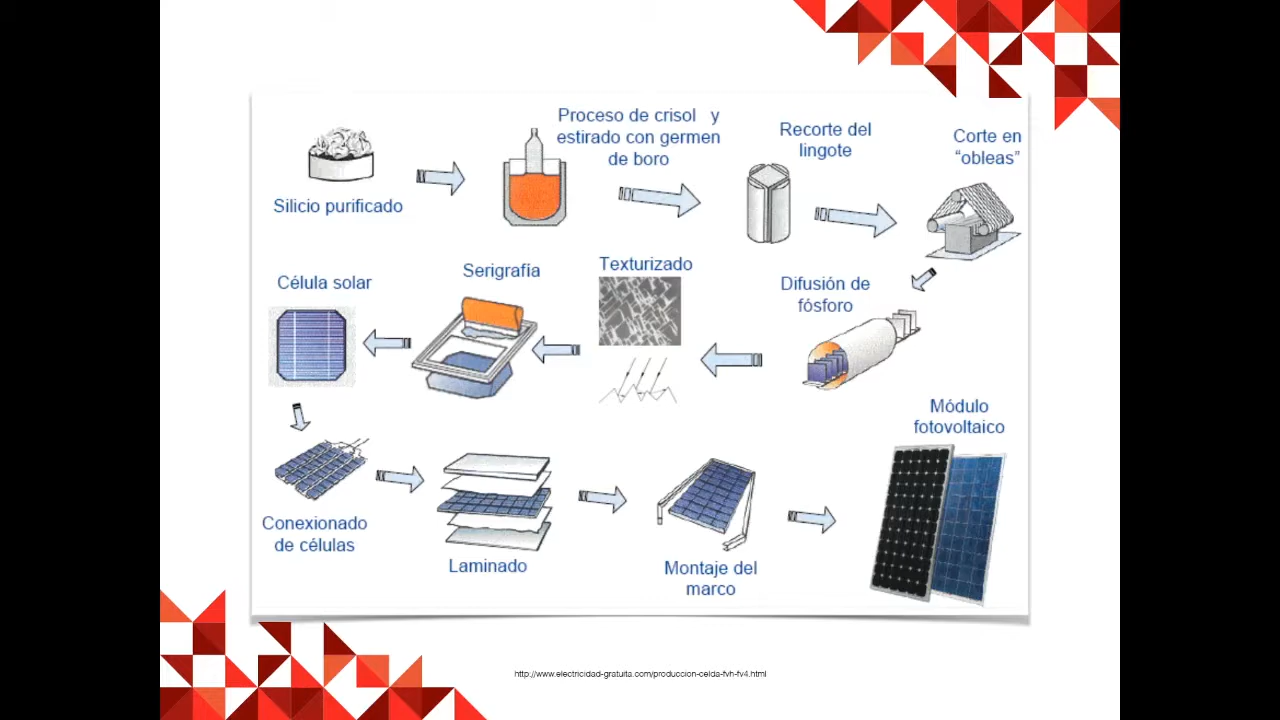 Silicio purificado
Proceso de crisol y
estirado con germen
de boro
Recorte del
lingote
Corte en
“obleas”
Difusión de
fósforo
Texturizado
Serigrafía
Célula solar
Conexionado
de células
Laminado
Montaje del
marco
Módulo
fotovoltaico
http://www.electricidad-gratuita.com/produccion-celda-fvh-fv4.html